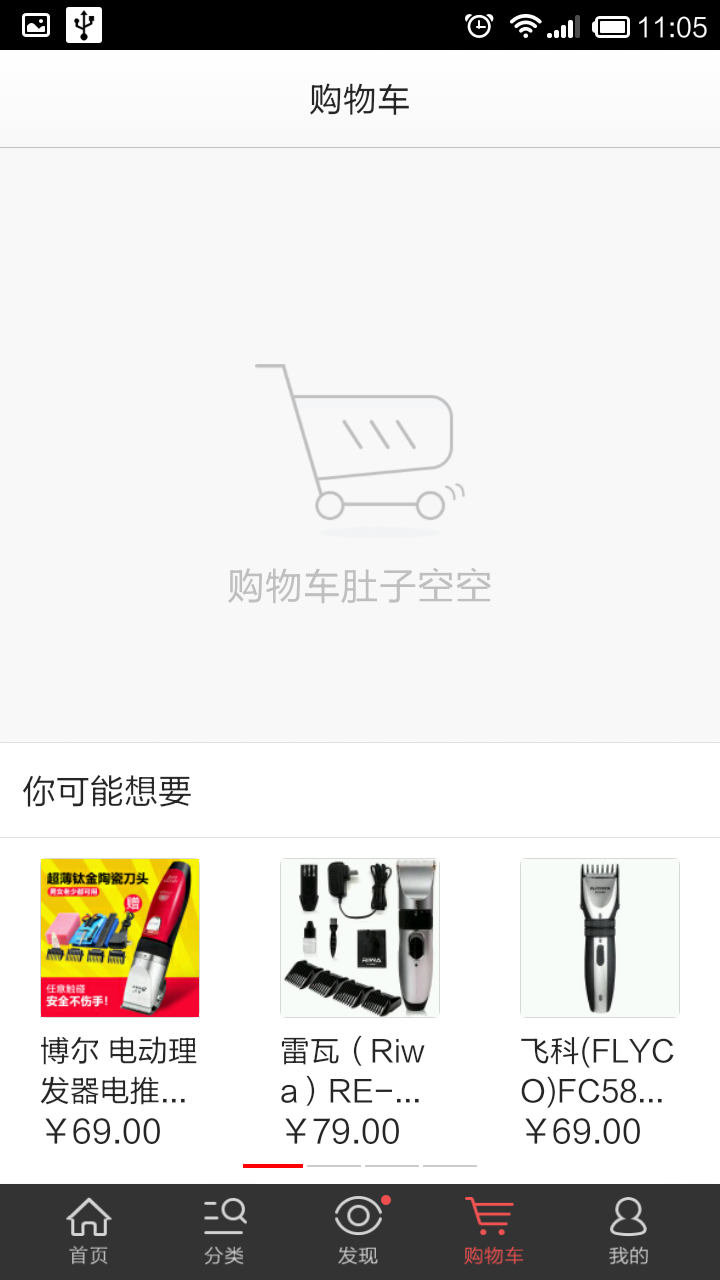 11:05
购物车
购物车肚子空空
你可能想要
超薄钛金陶瓷刀头
男女老少都可用
赠
任意触碰
安全不伤手!
RIWA
博尔 电动理
发器电推...
￥69.00
雷瓦（Riw
a）RE-...
￥79.00
飞科(FLYC
O)FC58...
￥69.00
首页
分类
发现
购物车
我的